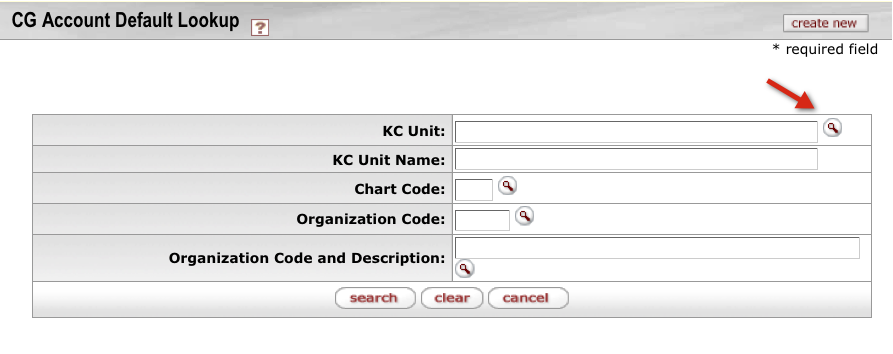 CG Account Default Lookup ? create new
* required field
KC Unit:
KC Unit Name:
Chart Code:
Organization Code:
Organization Code and Description:
search clear cancel